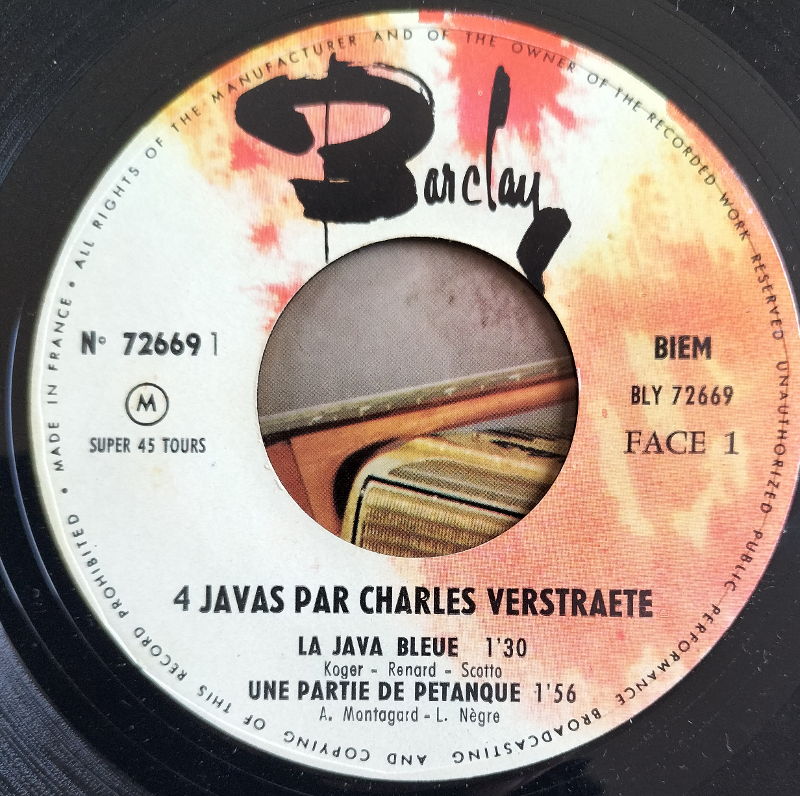 ALL RIGHTS OF THE MANUFACTURER AND OF THE OWNER OF THE RECORDED WORK RESERVED UNAUTHORIZED PUBLIC PERFORMANCE BROADCASTING AND COPYING OF THIS RECORD PROHIBITED • MADE IN FRANCE •
Barclay
Nº 72669 1
M
SUPER 45 TOURS
BIEM
BLY 72669
FACE 1
4 JAVAS PAR CHARLES VERSTRAETE
LA JAVA BLEUE 1'30
Koger - Renard - Scotto
UNE PARTIE DE PETANQUE 1'56
A. Montagard - L. Nègre